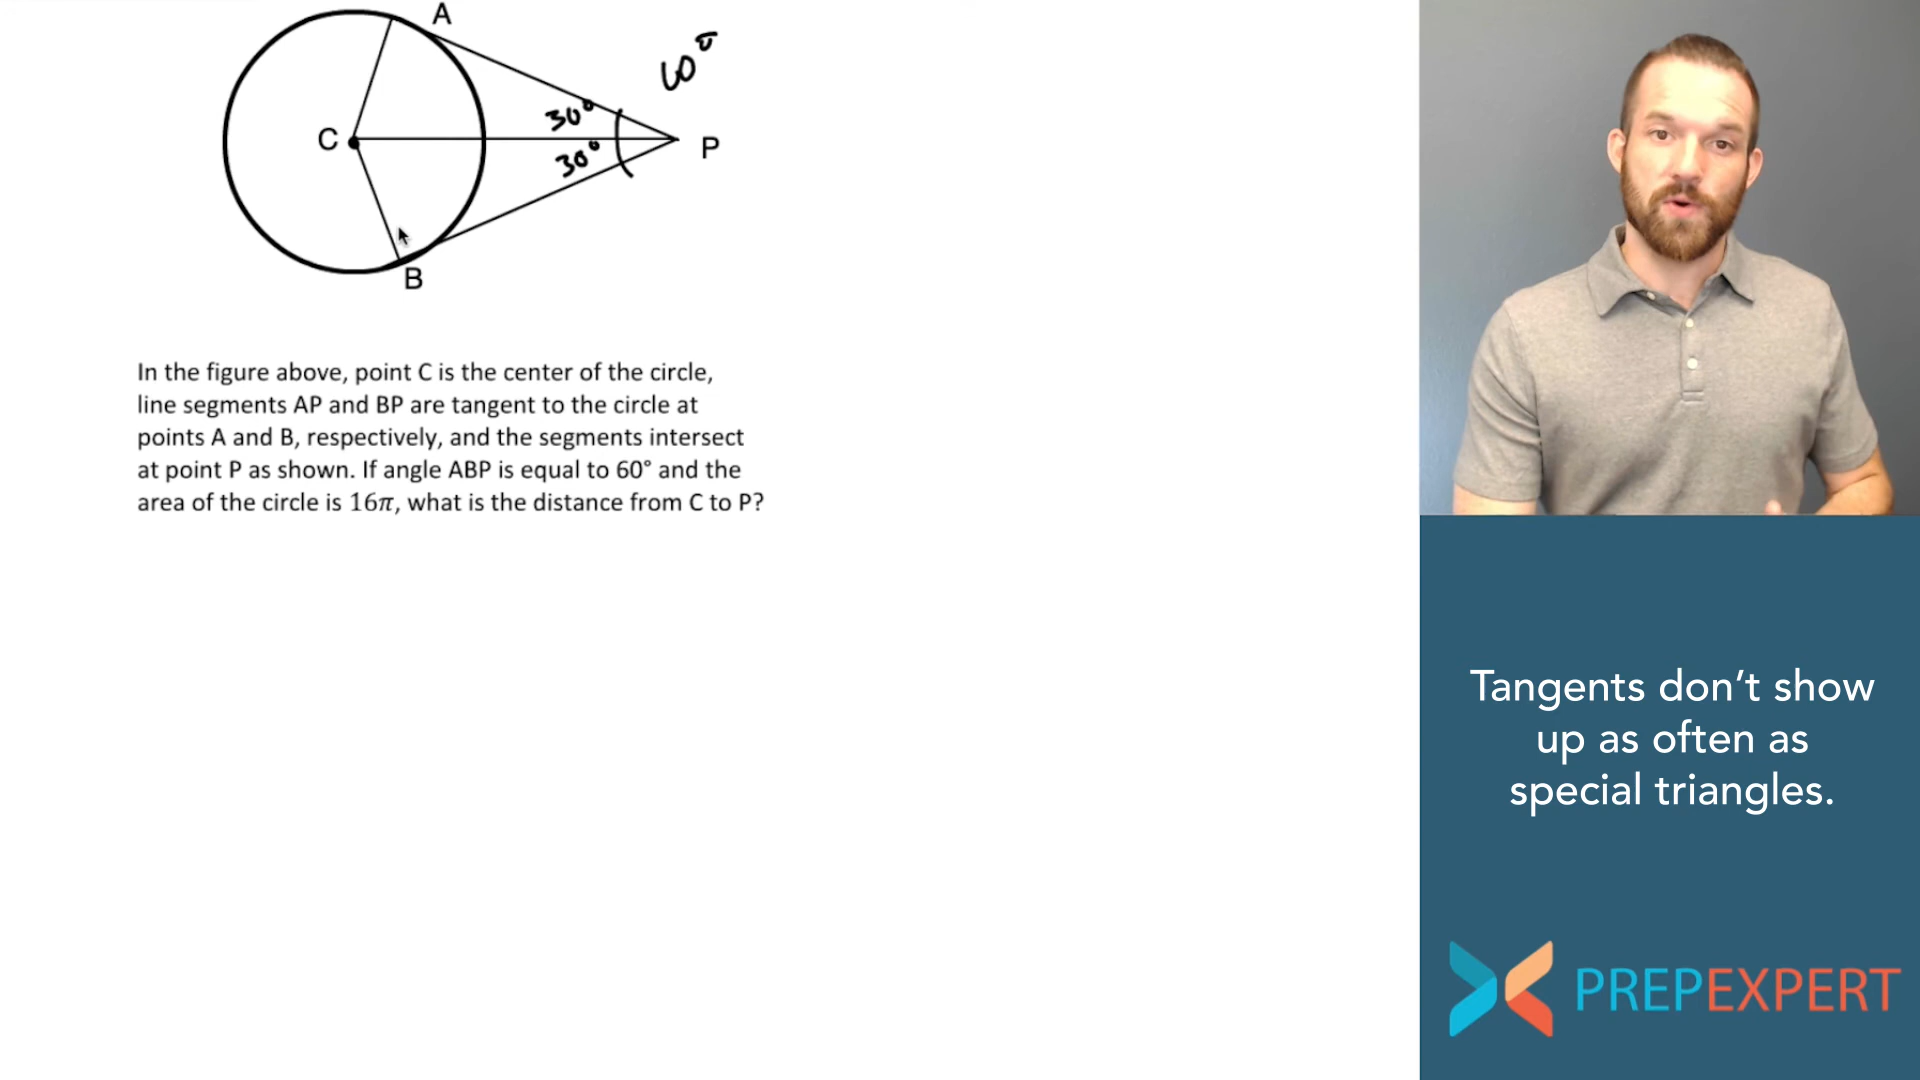 A
60°
30°
C
P
30°
B
In the figure above, point C is the center of the circle,
line segments AP and BP are tangent to the circle at
points A and B, respectively, and the segments intersect
at point P as shown. If angle ABP is equal to 60° and the
area of the circle is 16π, what is the distance from C to P?
Tangents don’t show
up as often as
special triangles.
PREPEXPERT